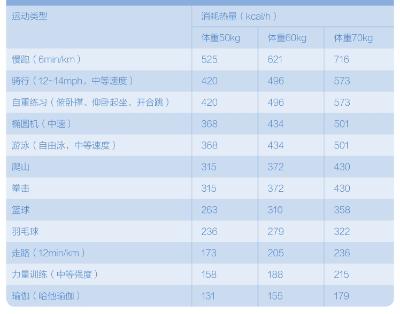 运动类型 消耗热量（kcal/h）
体重50kg 体重60kg 体重70kg
慢跑（6min/km） 525 621 716
骑行（12~14mph，中等速度） 420 496 573
自重练习（俯卧撑、仰卧起坐、开合跳） 420 496 573
椭圆机（中速） 368 434 501
游泳（自由泳，中等速度） 368 434 501
爬山 315 372 430
拳击 315 372 430
篮球 263 310 358
羽毛球 236 279 322
走路（12min/km） 173 205 236
力量训练（中等强度） 158 188 215
瑜伽（哈他瑜伽） 131 155 179